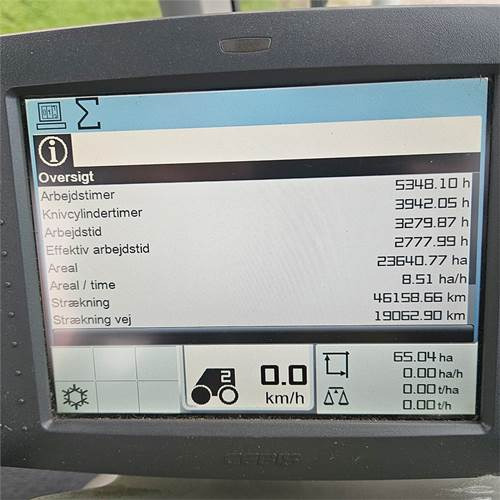 Oversigt
Arbejdstimer 5348.10 h
Knivcylindertimer 3942.05 h
Arbejdstid 3279.87 h
Effektiv arbejdstid 2777.99 h
Areal 23640.77 ha
Areal / time 8.51 ha/h
Strækning 46158.66 km
Strækning vej 19062.90 km
2
0.0
km/h
65.04 ha
0.00 ha/h
0.00 t/ha
0.00 t/h